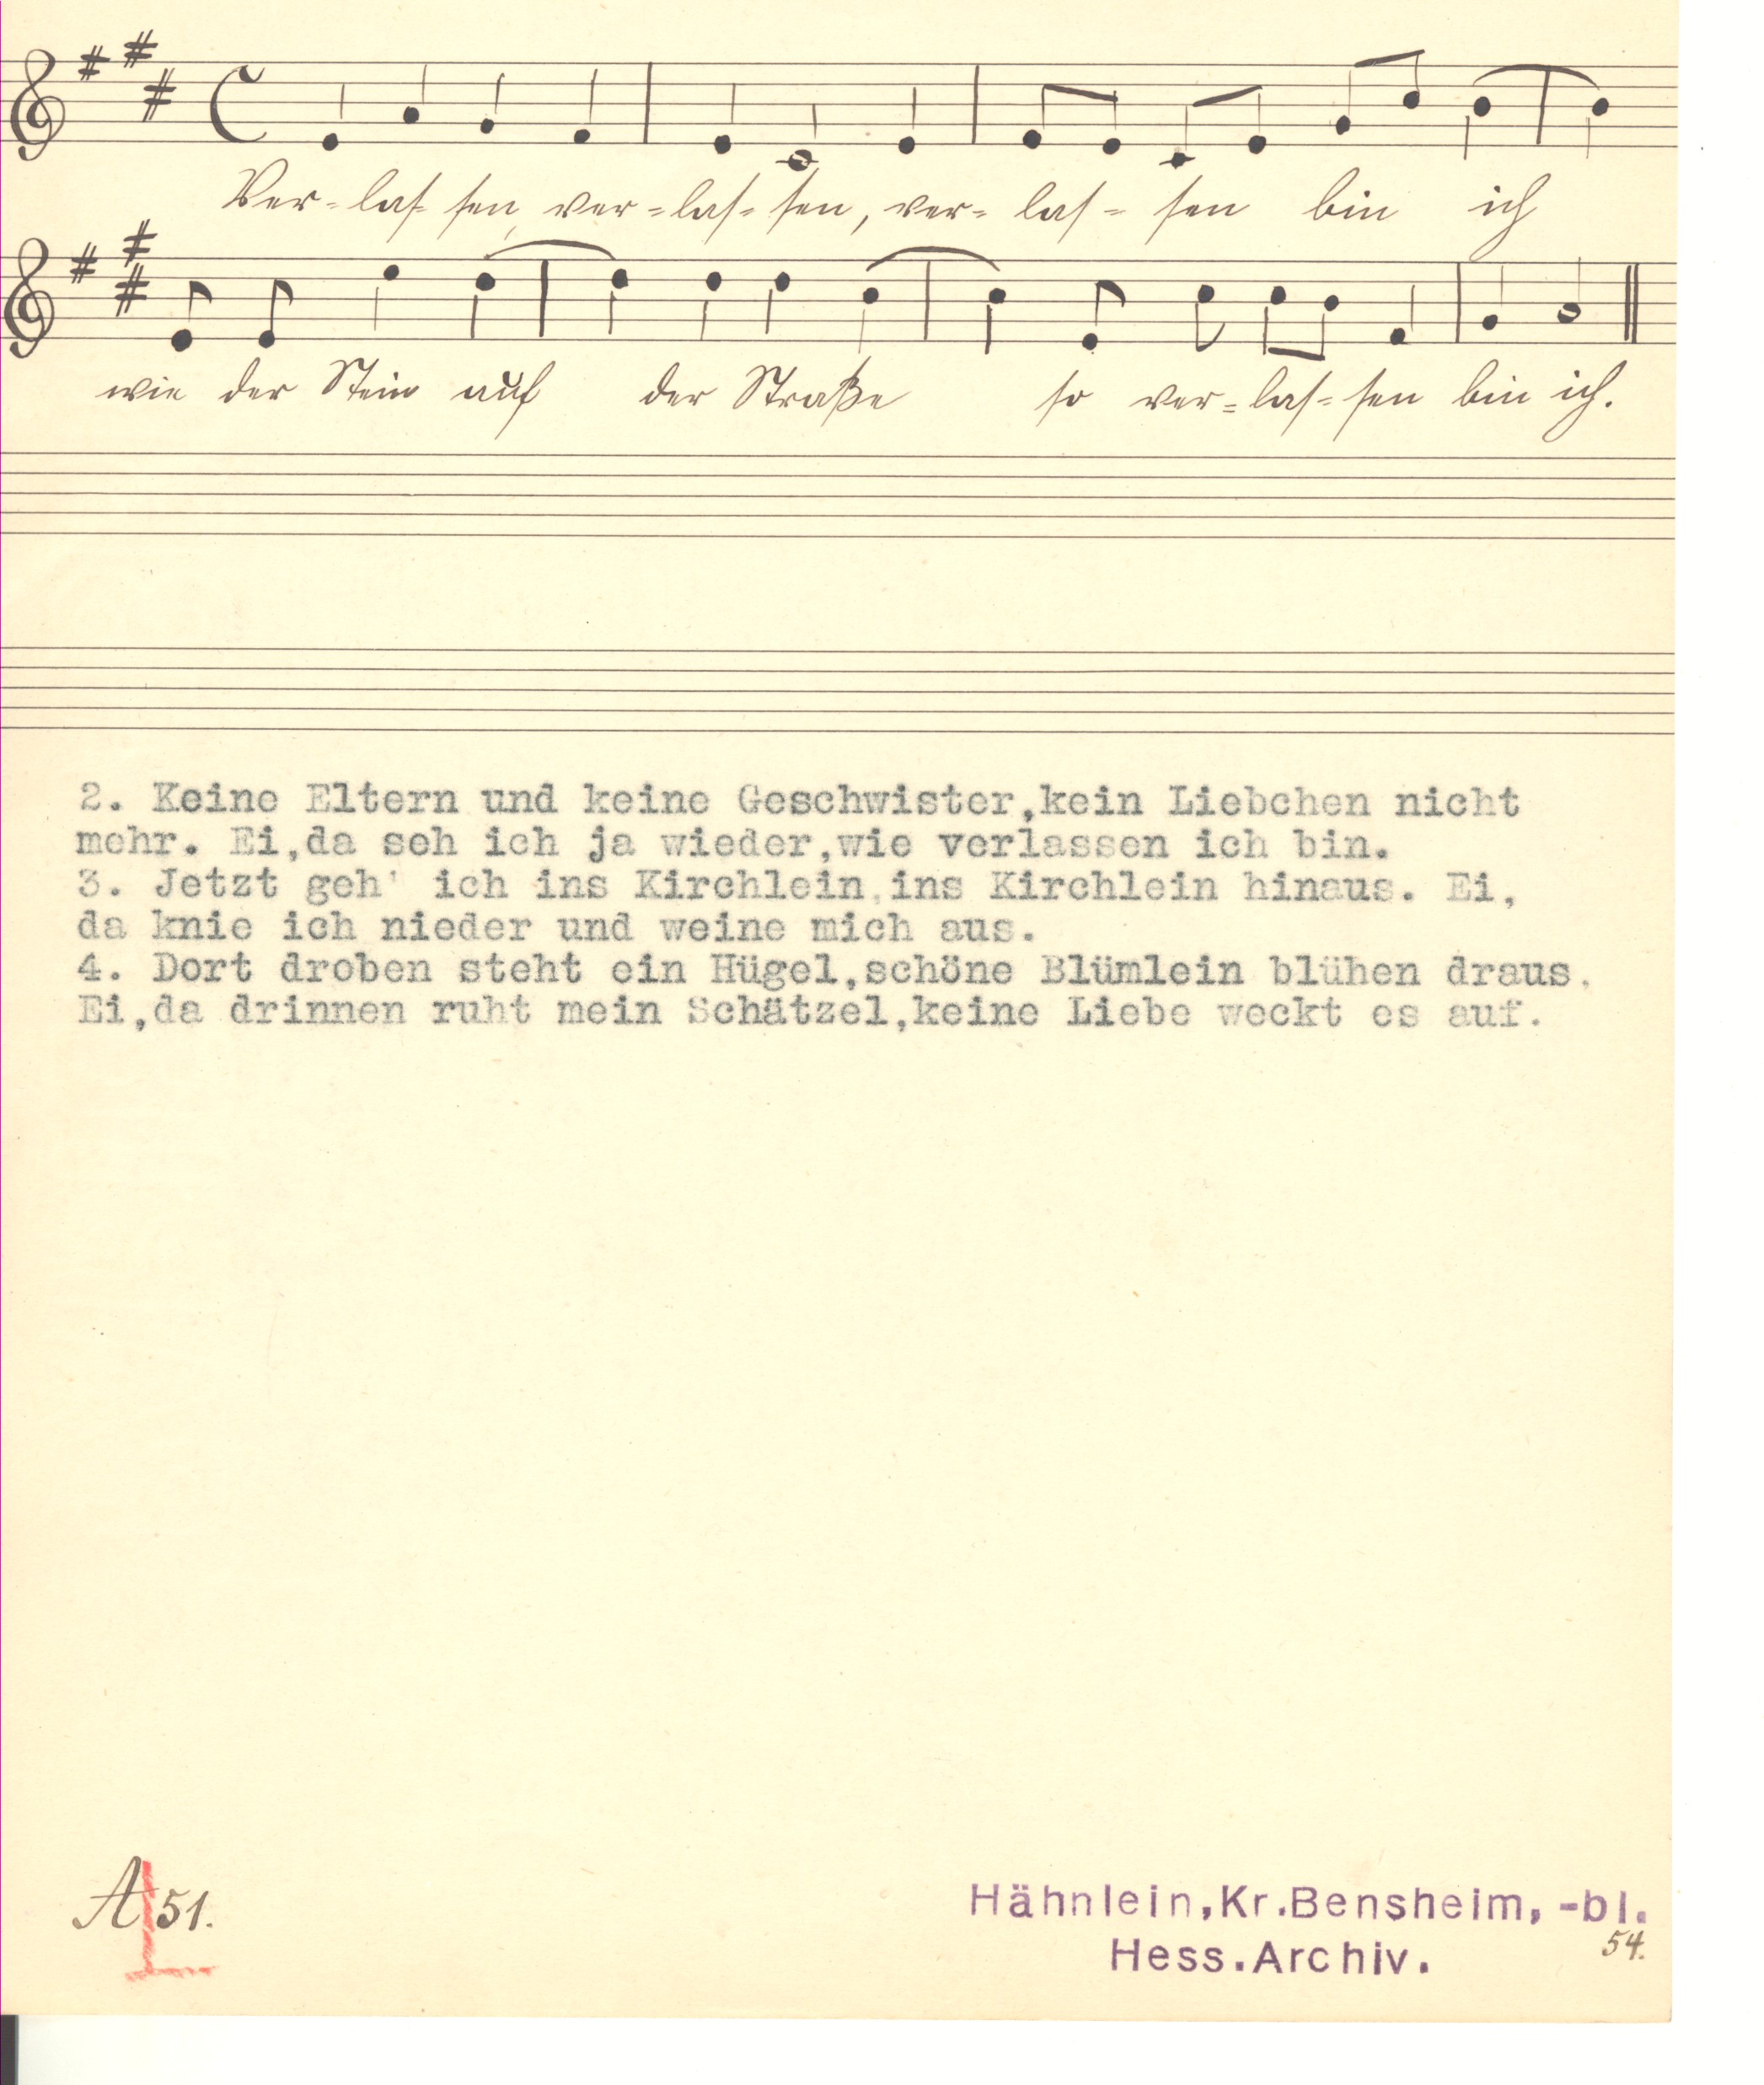 Ver-las-sen, ver-las-sen, ver-las-sen bin ich
wie der Stein auf der Straße so ver-las-sen bin ich.
2. Keine Eltern und keine Geschwister,kein Liebchen nicht
mehr. Ei,da seh ich ja wieder,wie verlassen ich bin.
3. Jetzt geh' ich ins Kirchlein,ins Kirchlein hinaus. Ei,
da knie ich nieder und weine mich aus.
4. Dort droben steht ein Hügel,schöne Blümlein blühen draus.
Ei,da drinnen ruht mein Schätzel,keine Liebe weckt es auf.
A 51.
Hähnlein,Kr.Bensheim,-bl.
Hess.Archiv.
54.